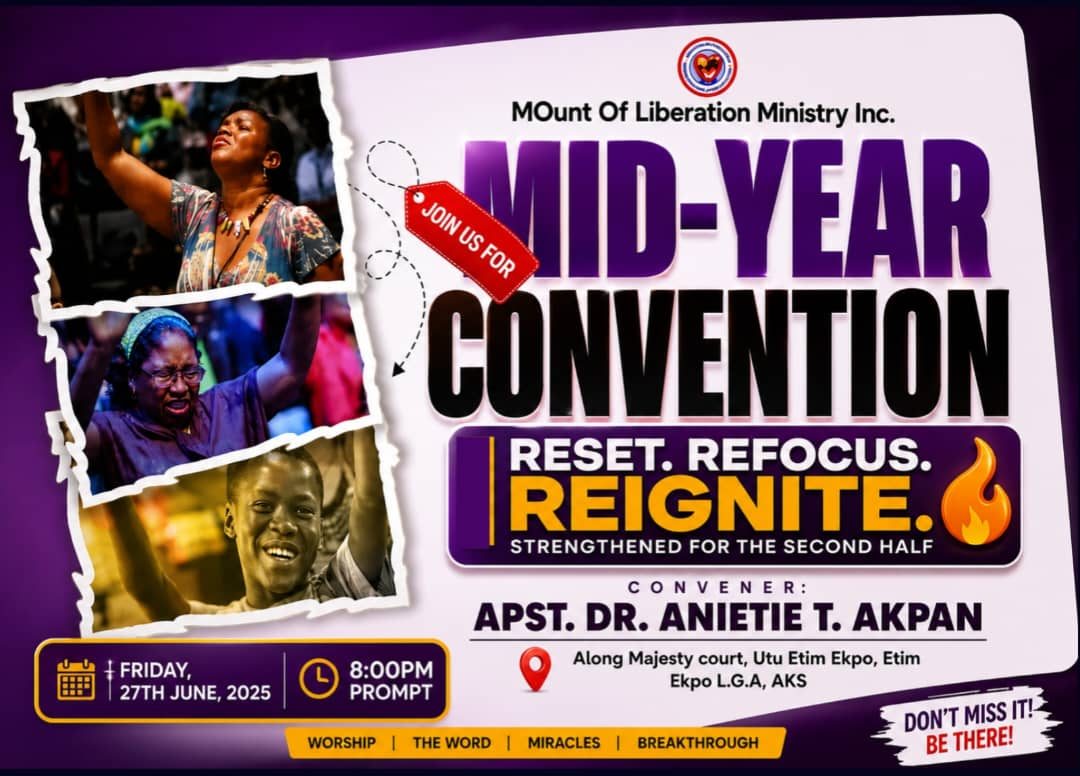 MOunt Of Liberation Ministry Inc.
JOIN US FOR
MID-YEAR
CONVENTION
RESET. REFOCUS.
REIGNITE.
STRENGTHENED FOR THE SECOND HALF
CONVENER:
APST. DR. ANIETIE T. AKPAN
Along Majesty court, Utu Etim Ekpo, Etim
Ekpo L.G.A, AKS
FRIDAY,
27TH JUNE, 2025
8:00PM
PROMPT
WORSHIP | THE WORD | MIRACLES | BREAKTHROUGH
DON'T MISS IT!
BE THERE!